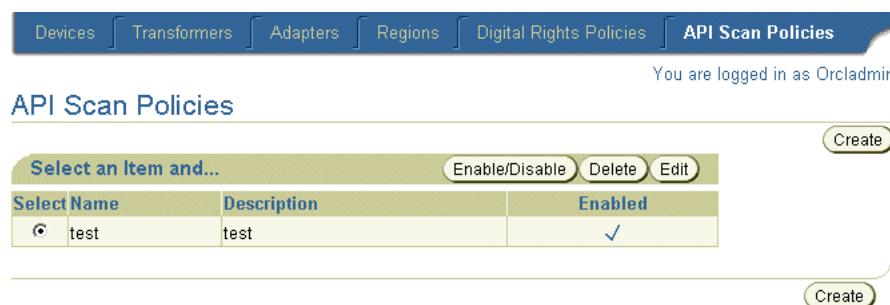 Devices Transformers Adapters Regions Digital Rights Policies API Scan Policies
You are logged in as Orcladmin
API Scan Policies
Create
Select an Item and... Enable/Disable Delete Edit
Select Name Description Enabled
test test
Create